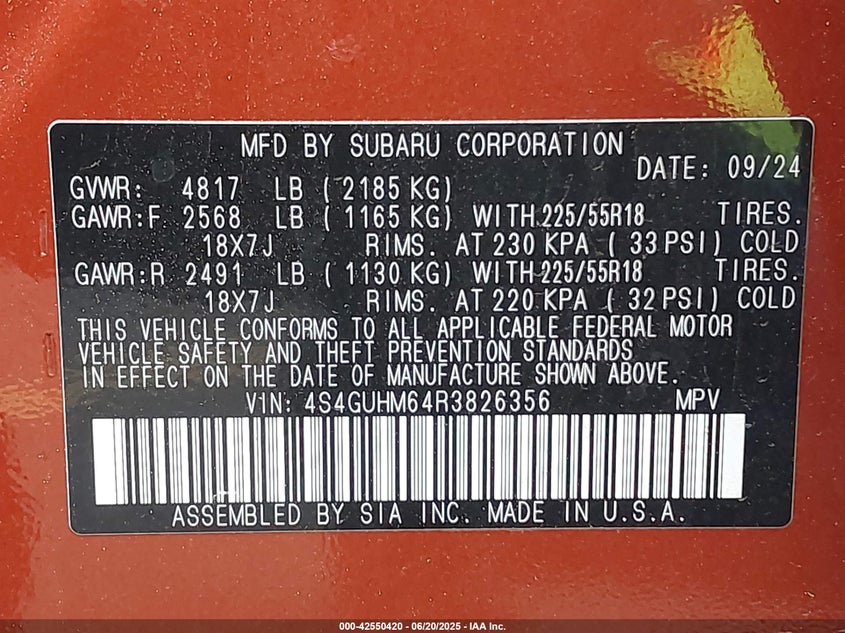 MFD BY SUBARU CORPORATION
DATE: 09/24
GVWR: 4817 LB ( 2185 KG)
GAWR:F 2568 LB ( 1165 KG) WITH 225/55R18 TIRES.
18X7J RIMS. AT 230 KPA ( 33 PSI) COLD
GAWR:R 2491 LB ( 1130 KG) WITH 225/55R18 TIRES.
18X7J RIMS. AT 220 KPA ( 32 PSI) COLD
THIS VEHICLE CONFORMS TO ALL APPLICABLE FEDERAL MOTOR
VEHICLE SAFETY AND THEFT PREVENTION STANDARDS
IN EFFECT ON THE DATE OF MANUFACTURE SHOWN ABOVE.
VIN: 4S4GUHM64R3826356 MPV
ASSEMBLED BY SIA INC. MADE IN U.S.A.
000-42550420 - 06/20/2025 - IAA Inc.